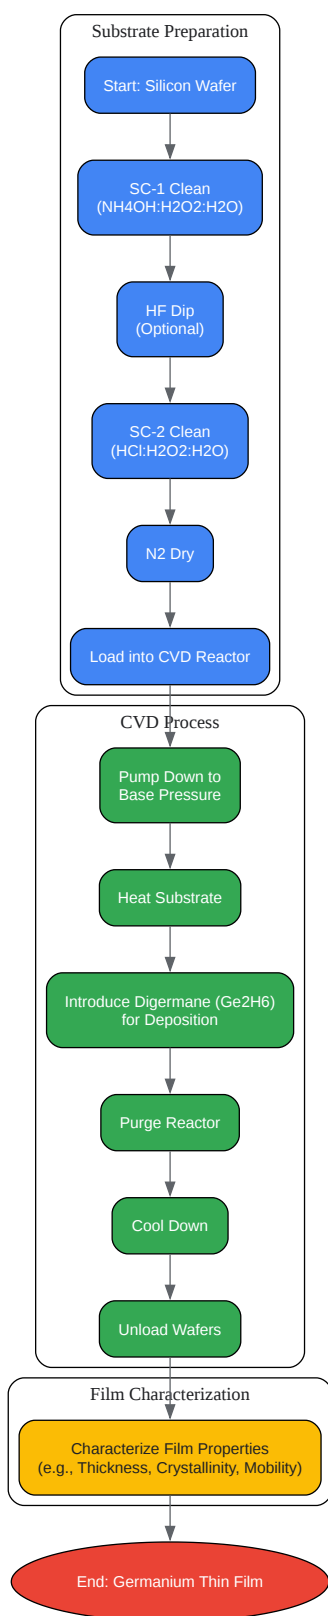 Substrate Preparation
Start: Silicon Wafer
SC-1 Clean
(NH4OH:H2O2:H2O)
HF Dip
(Optional)
SC-2 Clean
(HCl:H2O2:H2O)
N2 Dry
Load into CVD Reactor
CVD Process
Pump Down to
Base Pressure
Heat Substrate
Introduce Digermane (Ge2H6)
for Deposition
Purge Reactor
Cool Down
Unload Wafers
Film Characterization
Characterize Film Properties
(e.g., Thickness, Crystallinity, Mobility)
End: Germanium Thin Film